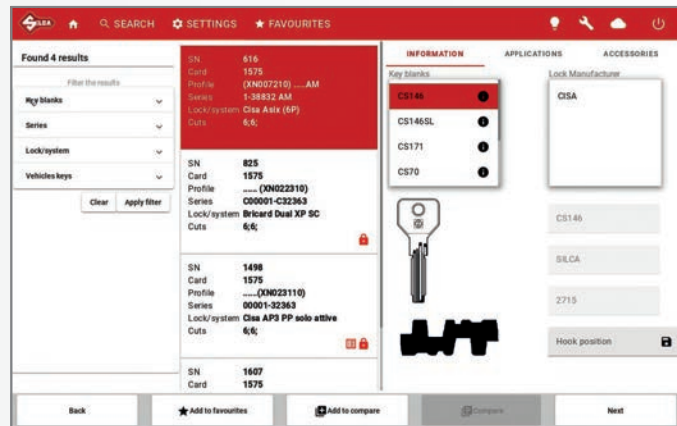 SILCA
SEARCH
SETTINGS
FAVOURITES
Found 4 results
Filter the results
Key blanks
Series
Lock/system
Vehicles keys
Clear
Apply filter
SN 616
Card 1575
Profile (XN007210) .....AM
Series 1-38832 AM
Lock/system Cisa Asix (6P)
Cuts 6;6;
SN 825
Card 1575
Profile ...... (XN022310)
Series C00001-C32363
Lock/system Bricard Dual XP SC
Cuts 6;6;
SN 1498
Card 1575
Profile ......(XN023110)
Series 00001-32363
Lock/system Cisa AP3 PP solo attive
Cuts 6;6;
SN 1607
Card 1575
INFORMATION
APPLICATIONS
ACCESSORIES
Key blanks
CS146
CS146SL
CS171
CS70
Lock Manufacturer
CISA
CS146
SILCA
2715
Hook position
Back
Add to favourites
Add to compare
Compare
Next